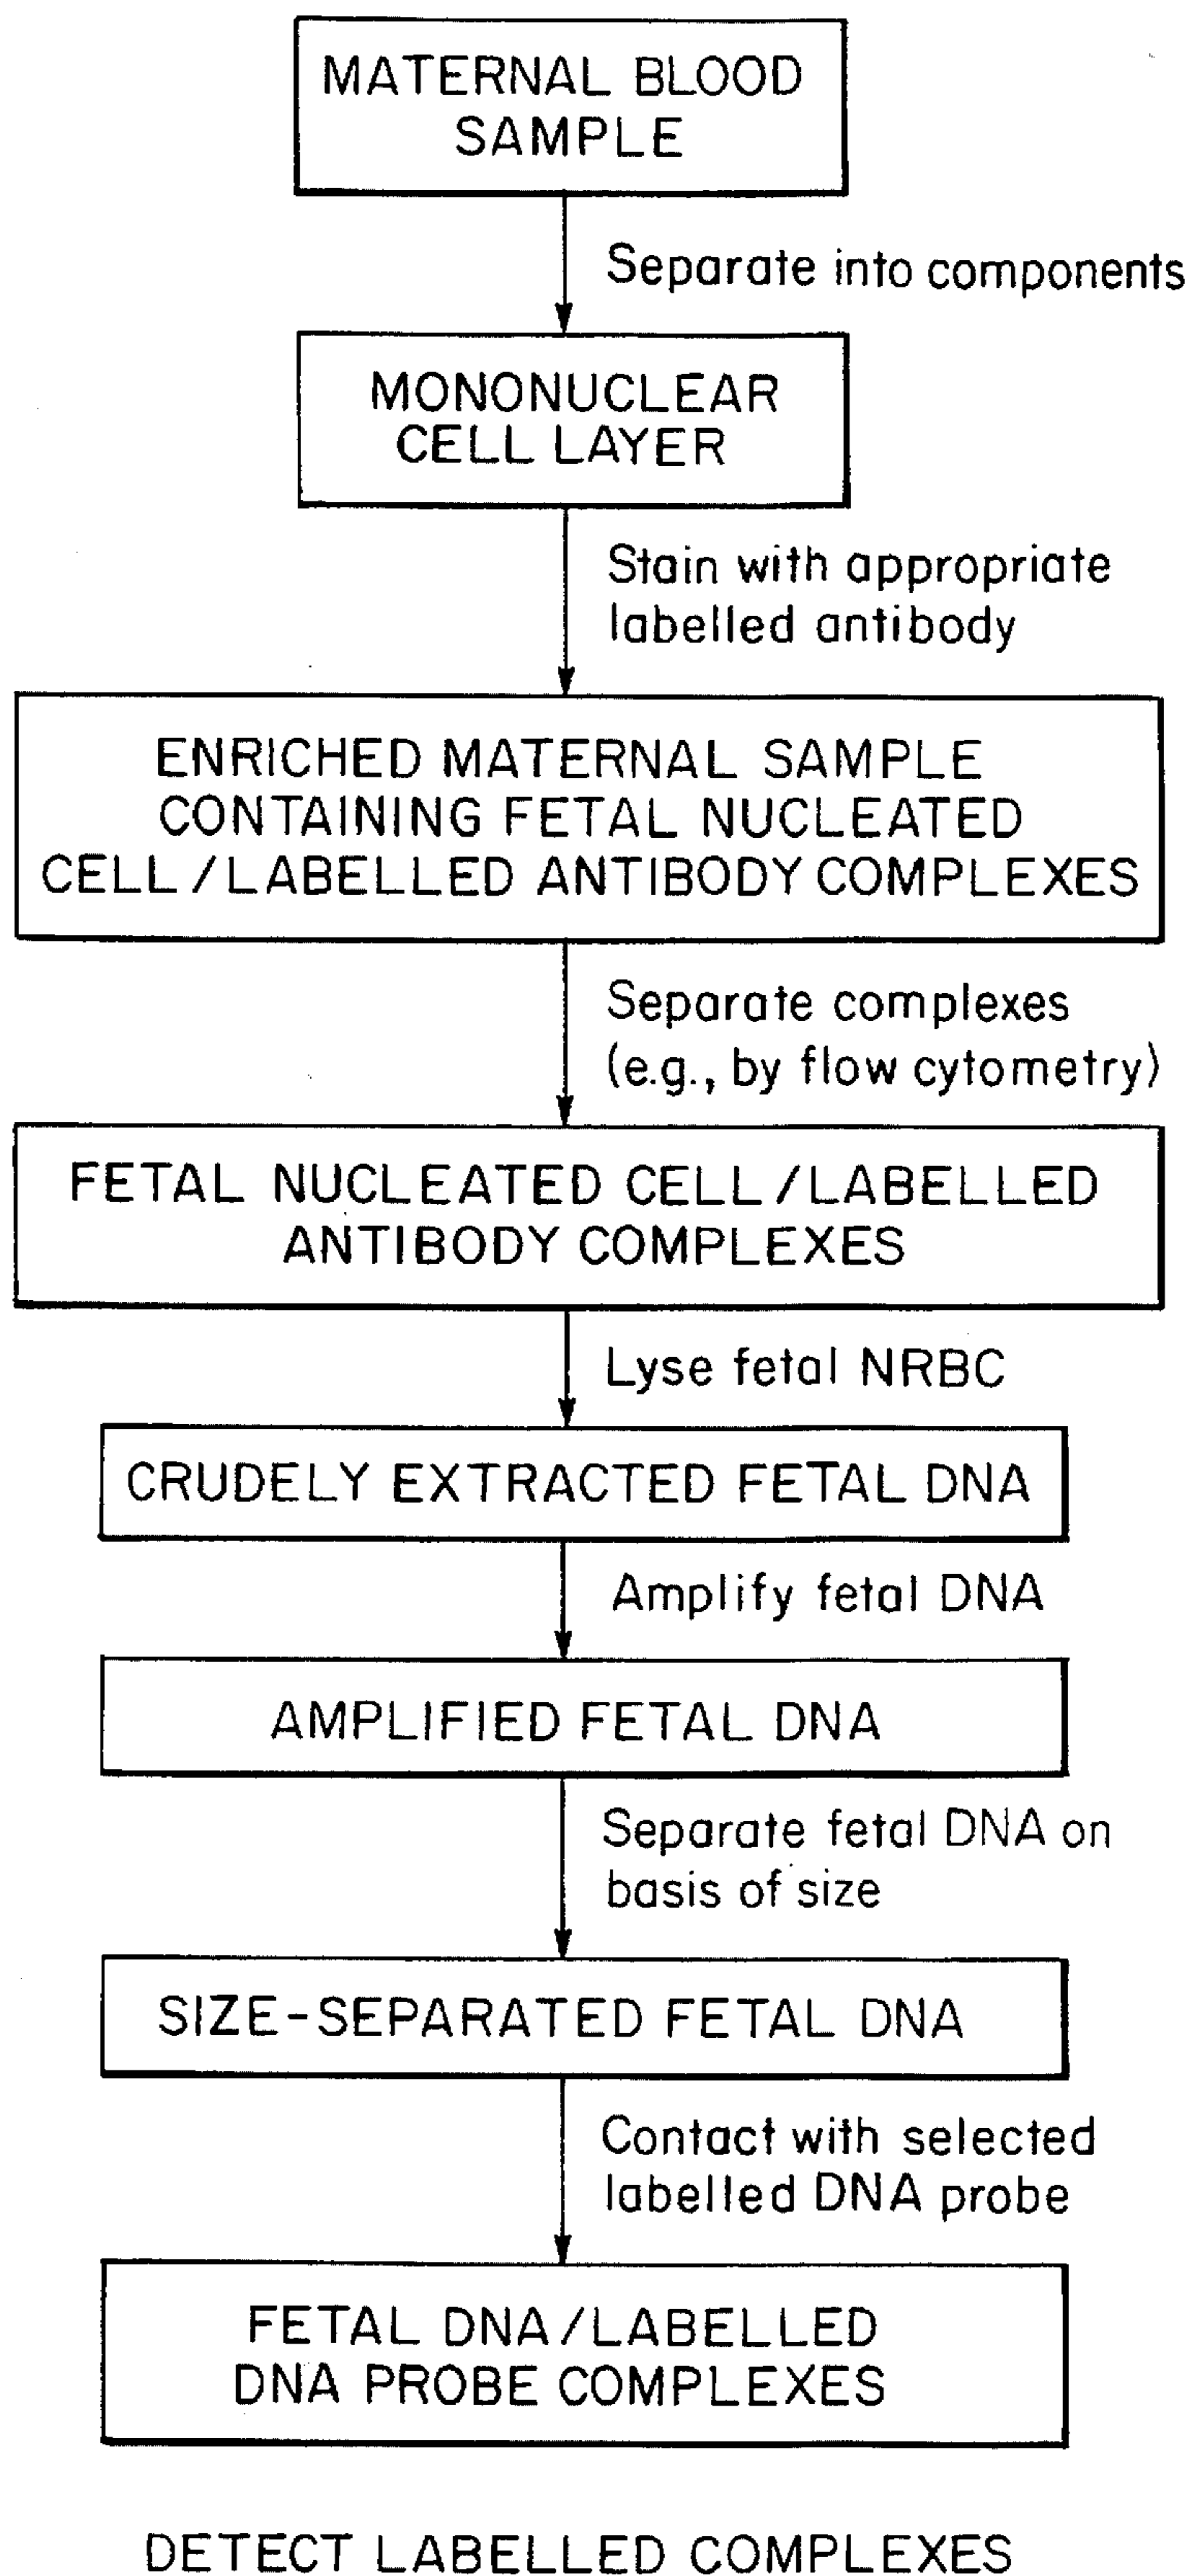 MATERNAL BLOOD
SAMPLE
Separate into components
MONONUCLEAR
CELL LAYER
Stain with appropriate
labelled antibody
ENRICHED MATERNAL SAMPLE
CONTAINING FETAL NUCLEATED
CELL/LABELLED ANTIBODY COMPLEXES
Separate complexes
(e.g., by flow cytometry)
FETAL NUCLEATED CELL/LABELLED
ANTIBODY COMPLEXES
Lyse fetal NRBC
CRUDELY EXTRACTED FETAL DNA
Amplify fetal DNA
AMPLIFIED FETAL DNA
Separate fetal DNA on
basis of size
SIZE-SEPARATED FETAL DNA
Contact with selected
labelled DNA probe
FETAL DNA/LABELLED
DNA PROBE COMPLEXES
DETECT LABELLED COMPLEXES